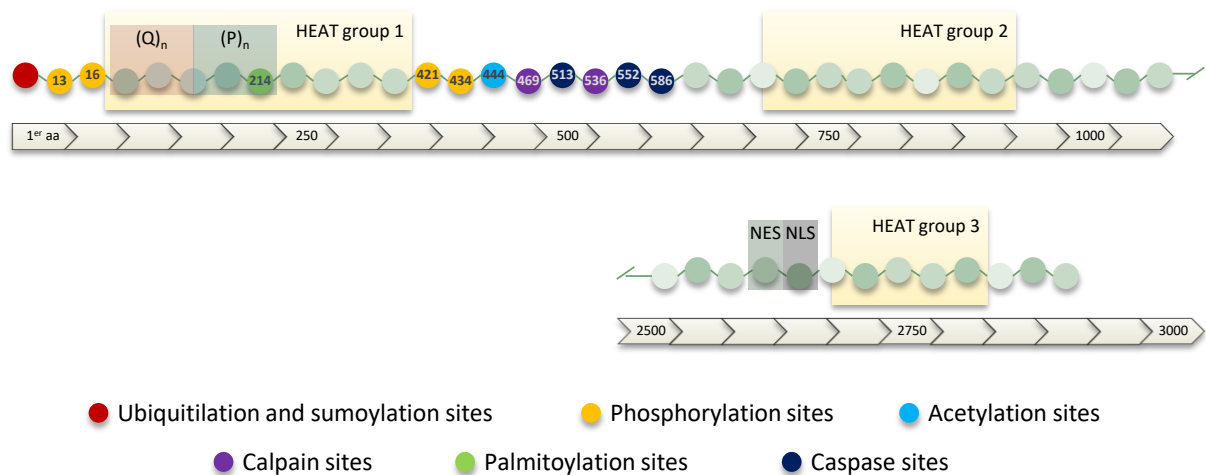 (Q)n (P)n HEAT group 1 HEAT group 2
13 16 214 421 434 444 469 513 536 552 586
1er aa 250 500 750 1000
NES NLS HEAT group 3
2500 2750 3000
Ubiquitilation and sumoylation sites Phosphorylation sites Acetylation sites
Calpain sites Palmitoylation sites Caspase sites